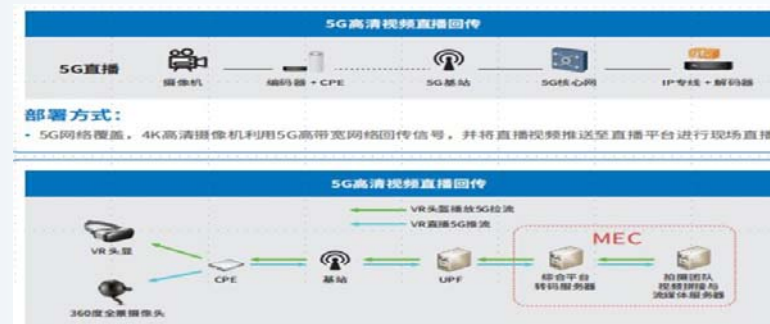 5G高清视频直播回传
5G直播
摄像机
编码器 + CPE
5G基站
5G核心网
IP专线 + 解码器
部署方式:
• 5G网络覆盖，4K高清摄像机利用5G高带宽网络回传信号，并将直播视频推送至直播平台进行现场直播
5G高清视频直播回传
VR头盔播放5G拉流
VR直播5G推流
MEC
VR 头显
CPE
基站
UPF
综合平台
转码服务器
拍摄团队
视频拼接与
流媒体服务器
360度全景摄像头